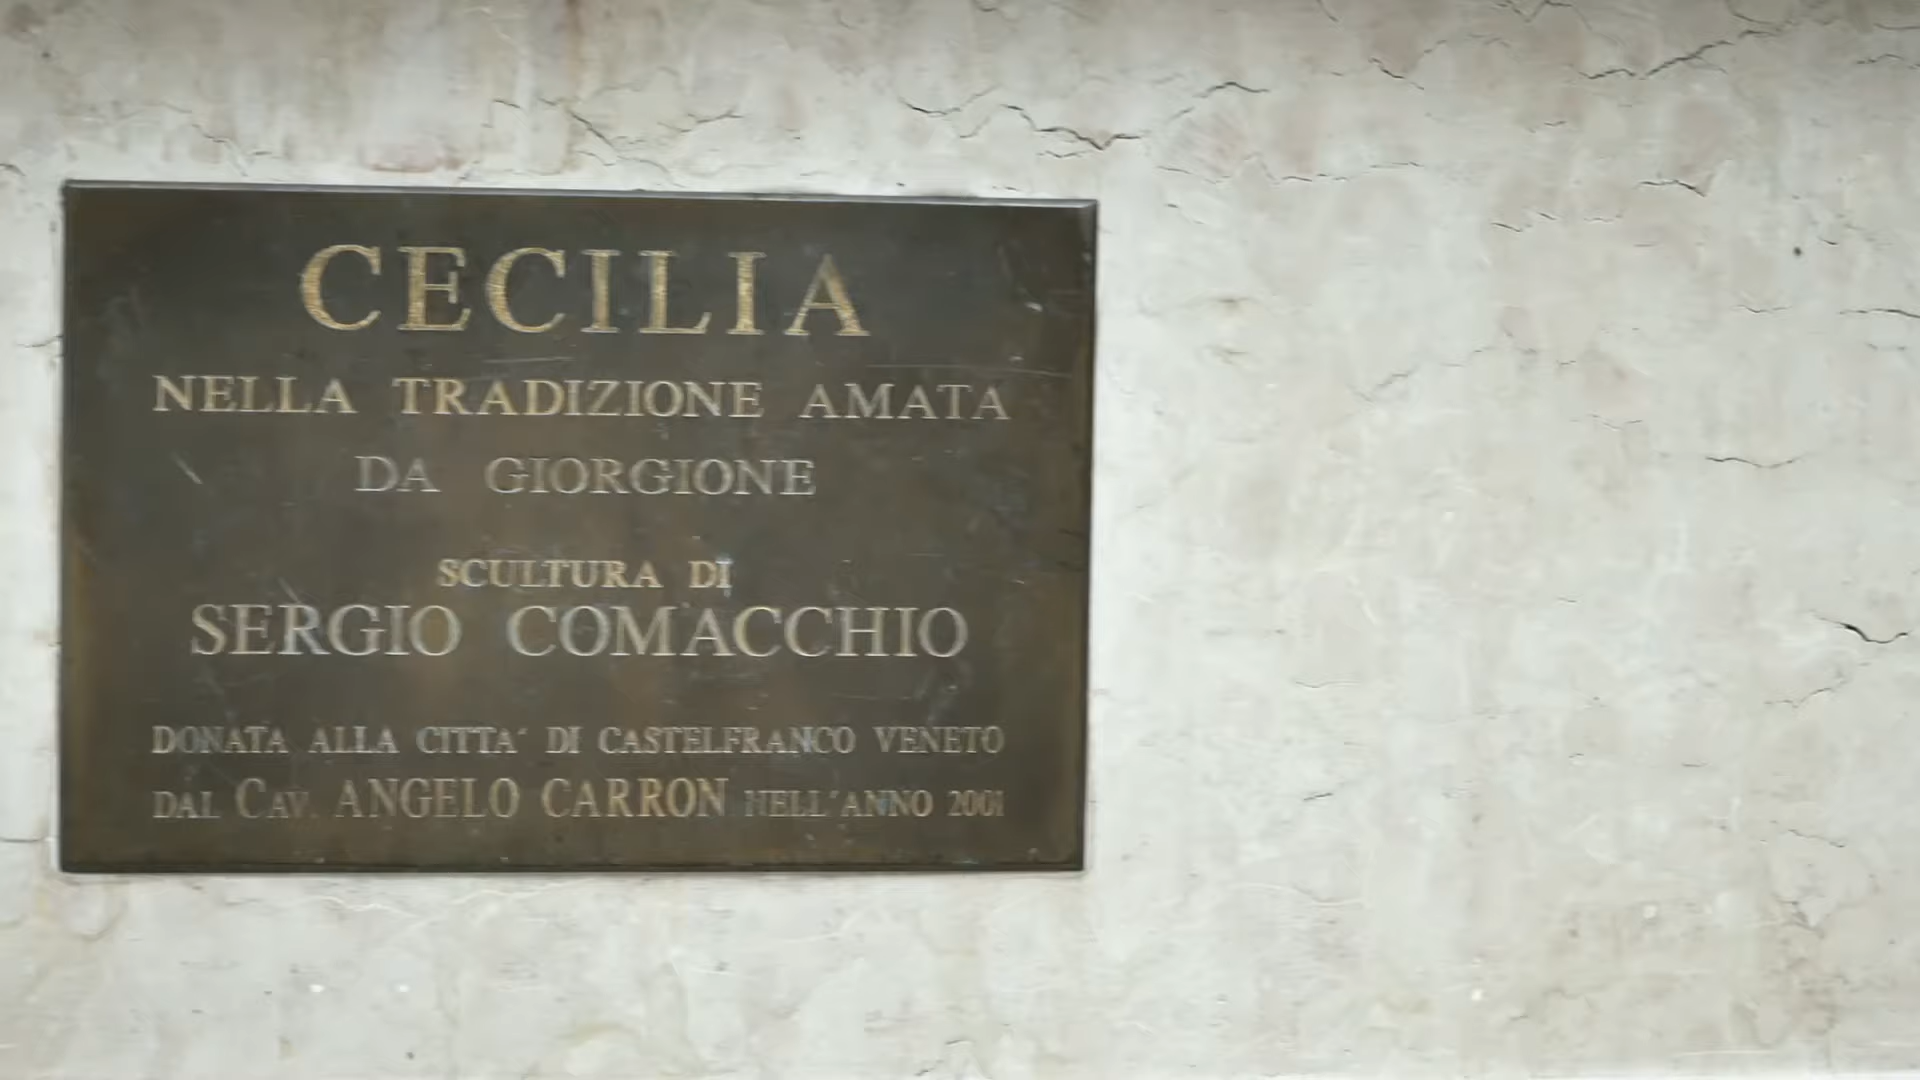 CECILIA
NELLA TRADIZIONE AMATA
DA GIORGIONE
SCULTURA DI
SERGIO COMACCHIO
DONATA ALLA CITTA' DI CASTELFRANCO VENETO
DAL CAV. ANGELO CARRON NELL'ANNO 2001